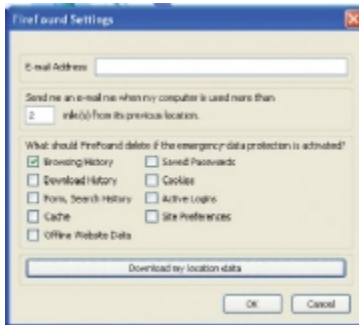 FireFound Settings
E-mail Address
Send me an e-mail me when my computer is used more than
2 mile(s) from its previous location.
What should FireFound delete if the emergency data protection is activated?
Browsing History
Saved Passwords
Download History
Cookies
Form, Search History
Active Logins
Cache
Site Preferences
Offline Website Data
Download my location data
OK Cancel